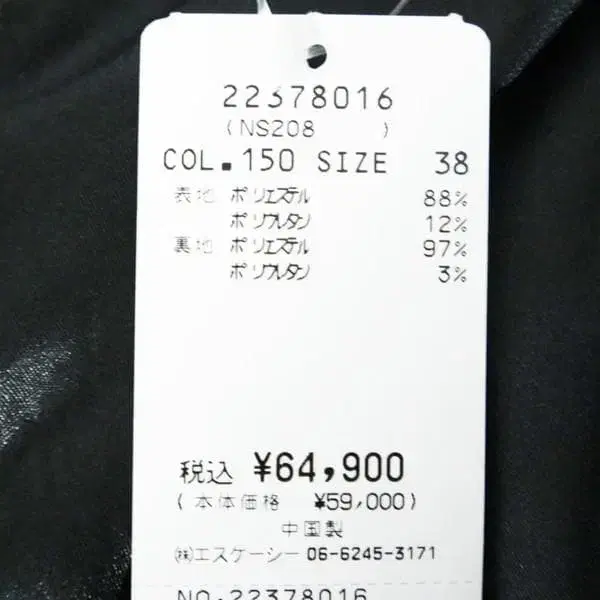 22378016
(NS208 )
COL.150 SIZE 38
表地 ポリエステル 88%
ポリウレタン 12%
裏地 ポリエステル 97%
ポリウレタン 3%
税込 ¥64,900
(本体価格 ¥59,000)
中国製
㈱エスケーシー 06-6245-3171
NO.22378016